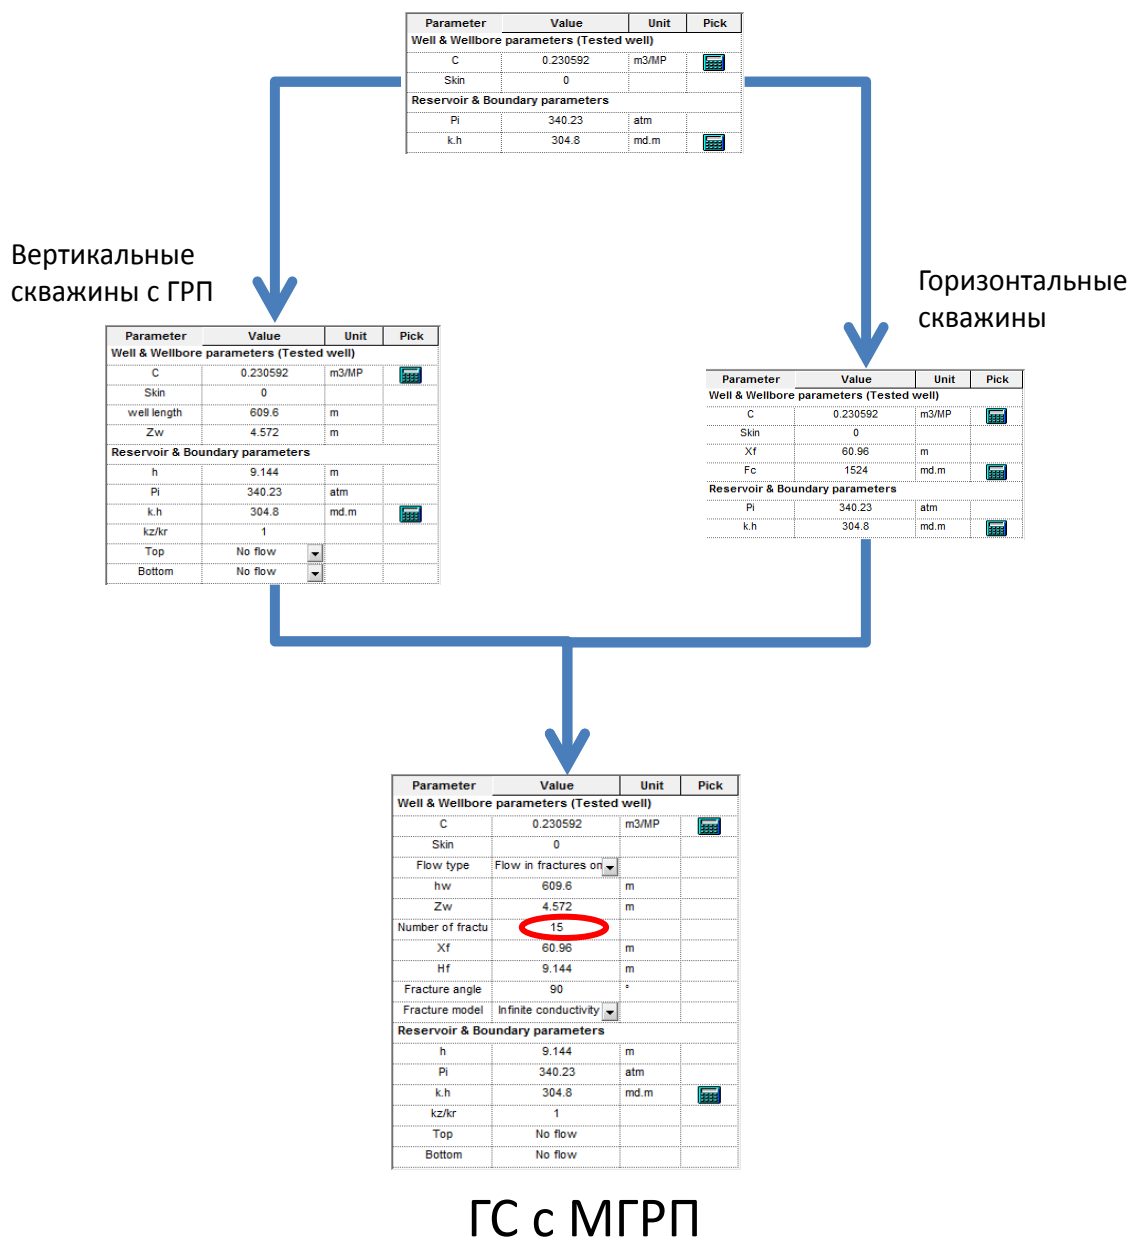 Parameter Value Unit Pick
Well & Wellbore parameters (Tested well)
C 0.230592 m3/MP
Skin 0
Reservoir & Boundary parameters
Pi 340.23 atm
k.h 304.8 md.m
Вертикальные
скважины с ГРП
Parameter Value Unit Pick
Well & Wellbore parameters (Tested well)
C 0.230592 m3/MP
Skin 0
well length 609.6 m
Zw 4.572 m
Reservoir & Boundary parameters
h 9.144 m
Pi 340.23 atm
k.h 304.8 md.m
kz/kr 1
Top No flow
Bottom No flow
Горизонтальные
скважины
Parameter Value Unit Pick
Well & Wellbore parameters (Tested well)
C 0.230592 m3/MP
Skin 0
Xf 60.96 m
Fc 1524 md.m
Reservoir & Boundary parameters
Pi 340.23 atm
k.h 304.8 md.m
Parameter Value Unit Pick
Well & Wellbore parameters (Tested well)
C 0.230592 m3/MP
Skin 0
Flow type Flow in fractures on
hw 609.6 m
Zw 4.572 m
Number of fractu 15
Xf 60.96 m
Hf 9.144 m
Fracture angle 90 °
Fracture model Infinite conductivity
Reservoir & Boundary parameters
h 9.144 m
Pi 340.23 atm
k.h 304.8 md.m
kz/kr 1
Top No flow
Bottom No flow
ГС с МГРП